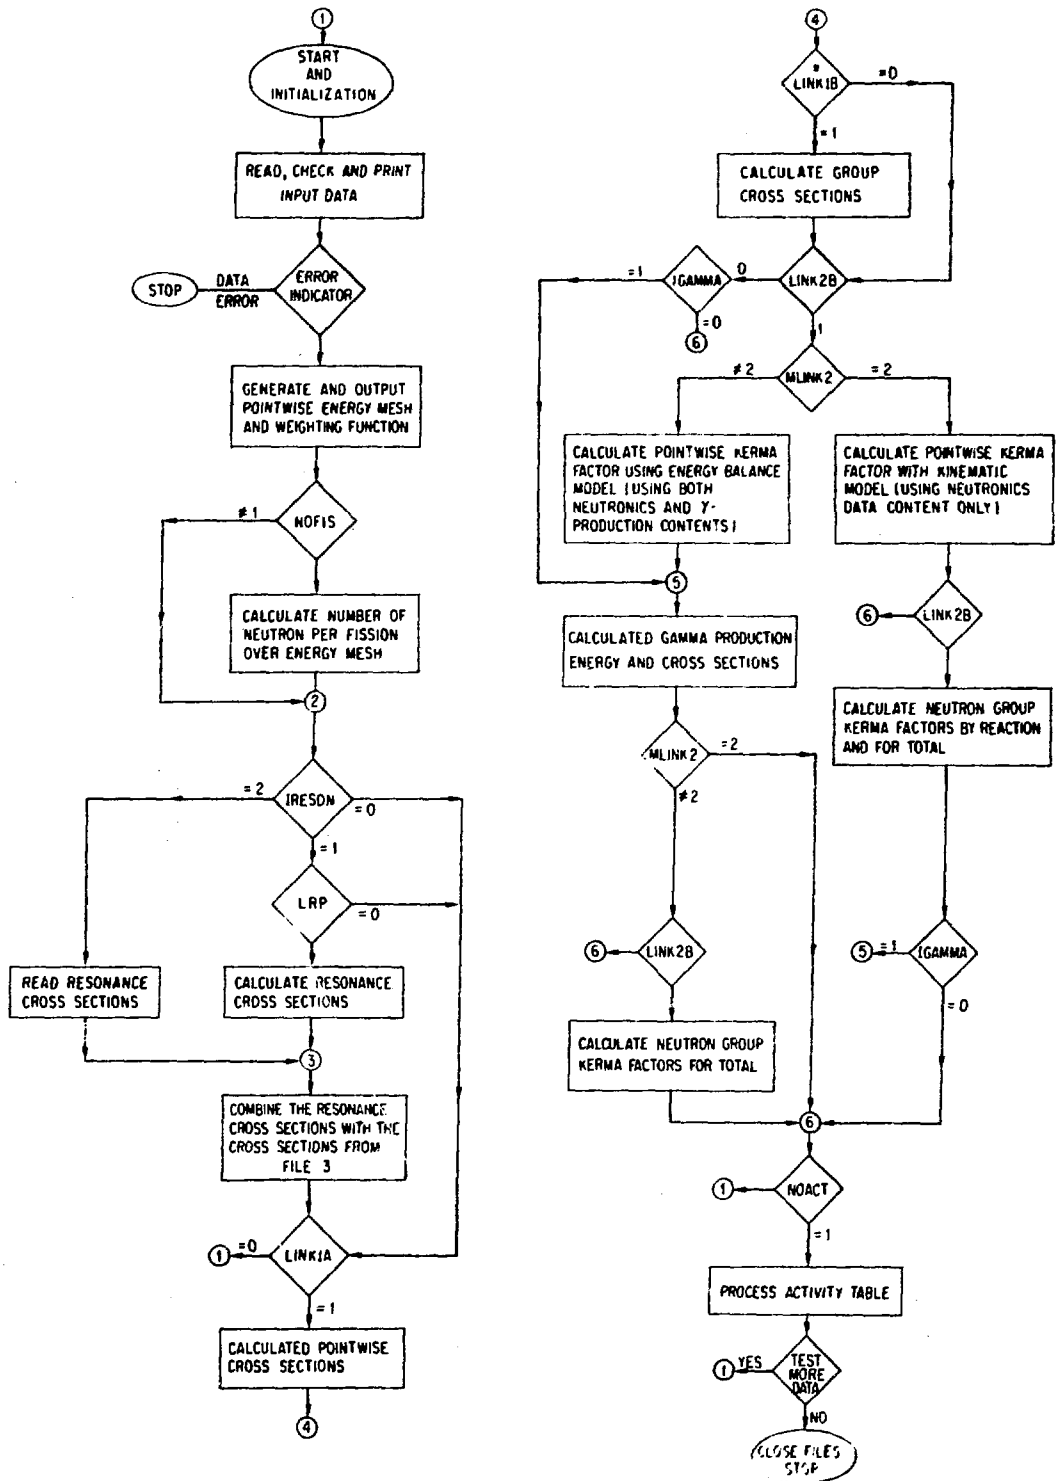 1
START
AND
INITIALIZATION
READ, CHECK AND PRINT
INPUT DATA
ERROR
INDICATOR
DATA
ERROR
STOP
GENERATE AND OUTPUT
POINTWISE ENERGY MESH
AND WEIGHTING FUNCTION
≠1
NOFIS
CALCULATE NUMBER OF
NEUTRON PER FISSION
OVER ENERGY MESH
2
=2
IRESON
=0
=1
LRP
=0
READ RESONANCE
CROSS SECTIONS
CALCULATE RESONANCE
CROSS SECTIONS
3
COMBINE THE RESONANCE
CROSS SECTIONS WITH THE
CROSS SECTIONS FROM
FILE 3
1
=0
LINK1A
=1
CALCULATED POINTWISE
CROSS SECTIONS
4
4
*
LINK1B
=0
=1
CALCULATE GROUP
CROSS SECTIONS
=1
IGAMMA
0
LINK2B
=0
6
1
≠2
MLINK2
=2
CALCULATE POINTWISE KERMA
FACTOR USING ENERGY BALANCE
MODEL (USING BOTH
NEUTRONICS AND γ-
PRODUCTION CONTENTS)
CALCULATE POINTWISE KERMA
FACTOR WITH KINEMATIC
MODEL (USING NEUTRONICS
DATA CONTENT ONLY)
5
6
LINK2B
CALCULATED GAMMA PRODUCTION
ENERGY AND CROSS SECTIONS
CALCULATE NEUTRON GROUP
KERMA FACTORS BY REACTION
AND FOR TOTAL
MLINK2
=2
≠2
6
LINK2B
5
=1
IGAMMA
=0
CALCULATE NEUTRON GROUP
KERMA FACTORS FOR TOTAL
6
1
NOACT
=1
PROCESS ACTIVITY TABLE
1
YES
TEST
MORE
DATA
NO
CLOSE FILES
STOP